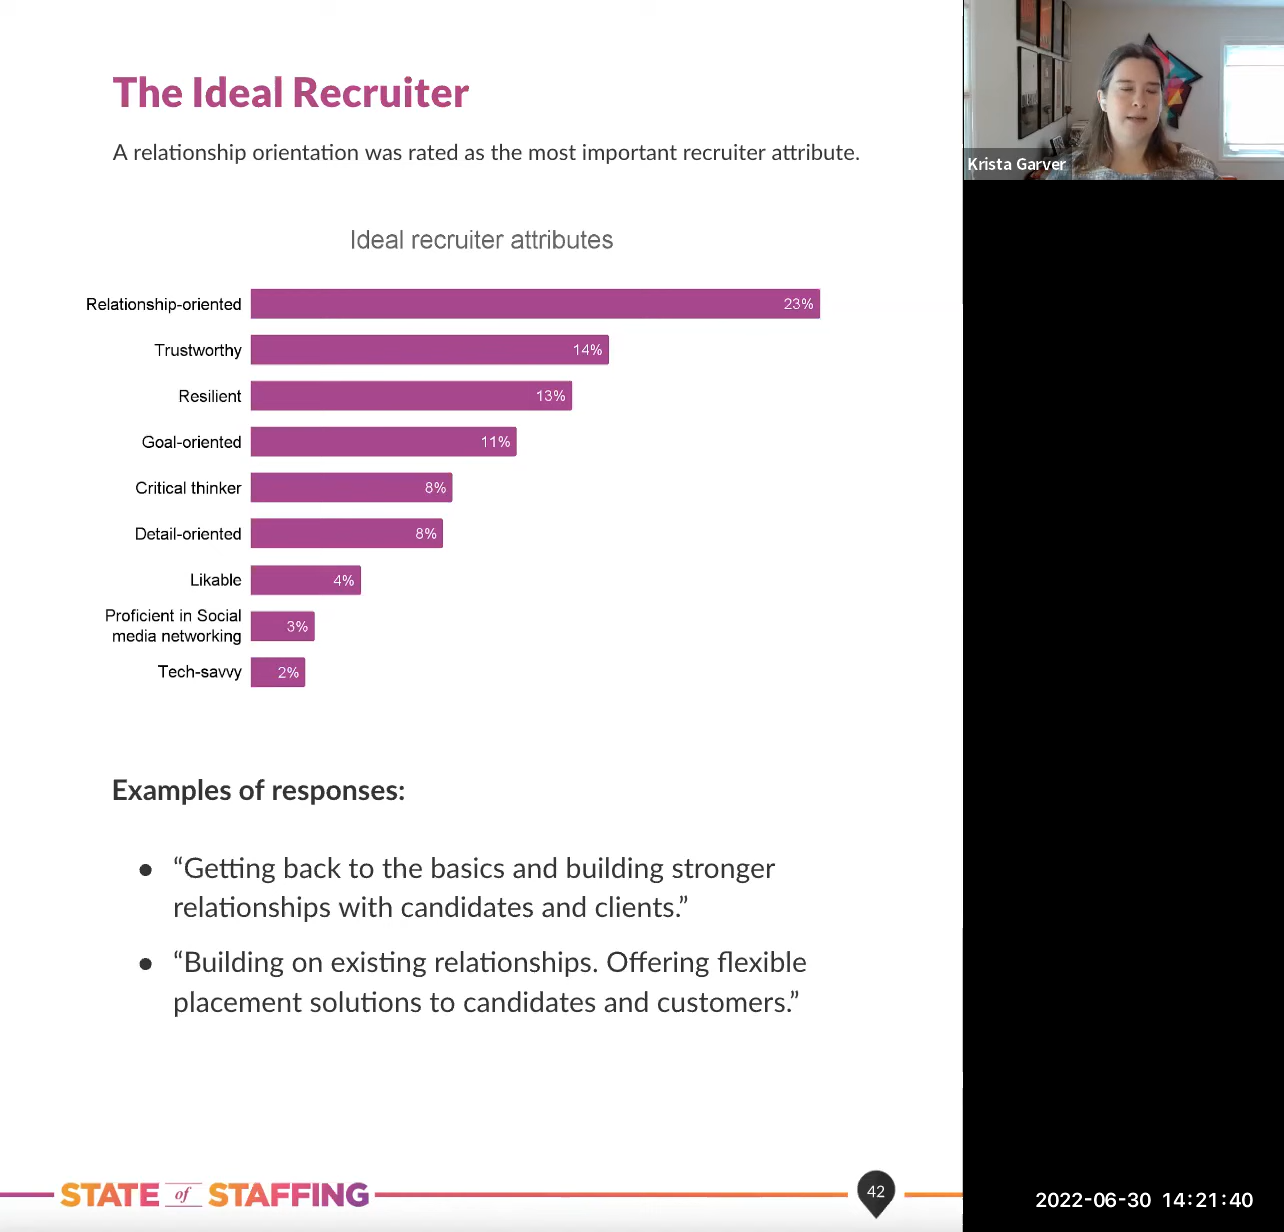 The Ideal Recruiter
A relationship orientation was rated as the most important recruiter attribute.
Ideal recruiter attributes
Relationship-oriented 23%
Trustworthy 14%
Resilient 13%
Goal-oriented 11%
Critical thinker 8%
Detail-oriented 8%
Likable 4%
Proficient in Social
media networking 3%
Tech-savvy 2%
Examples of responses:
● “Getting back to the basics and building stronger
relationships with candidates and clients.”
● “Building on existing relationships. Offering flexible
placement solutions to candidates and customers.”
STATE of STAFFING
42
Krista Garver
2022-06-30 14:21:40